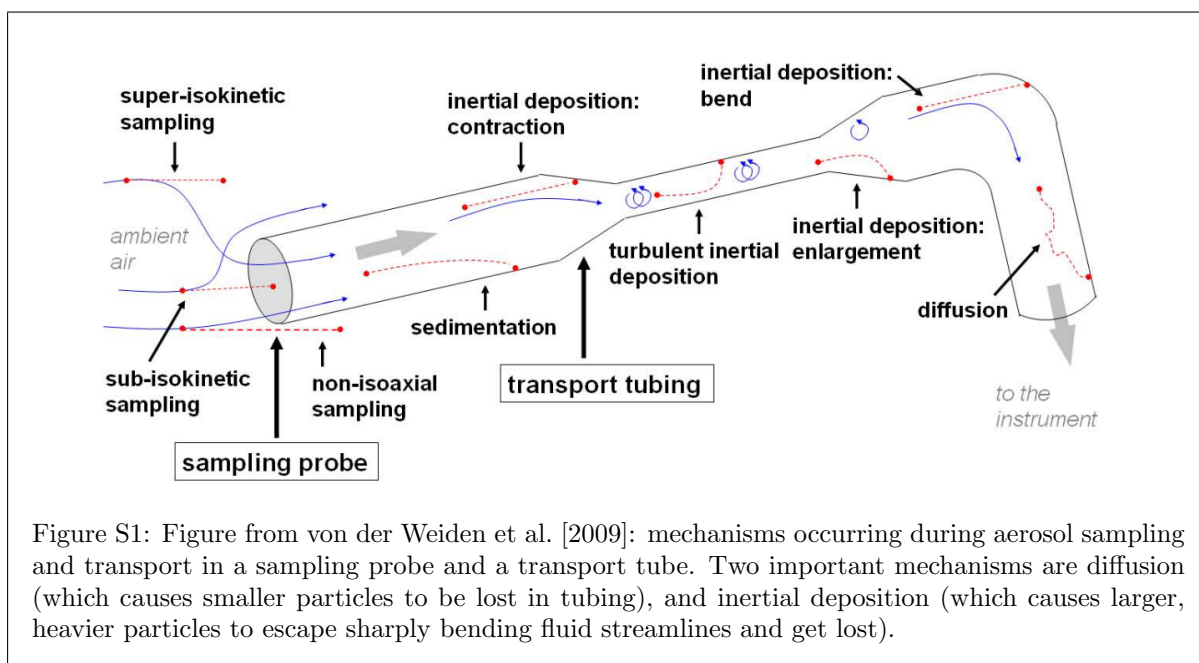 super-isokinetic
sampling
inertial deposition:
contraction
inertial deposition:
bend
ambient
air
turbulent inertial
deposition
inertial deposition:
enlargement
sedimentation
diffusion
sub-isokinetic
sampling
non-isoaxial
sampling
transport tubing
sampling probe
to the
instrument
Figure S1: Figure from von der Weiden et al. [2009]: mechanisms occurring during aerosol sampling
and transport in a sampling probe and a transport tube. Two important mechanisms are diffusion
(which causes smaller particles to be lost in tubing), and inertial deposition (which causes larger,
heavier particles to escape sharply bending fluid streamlines and get lost).